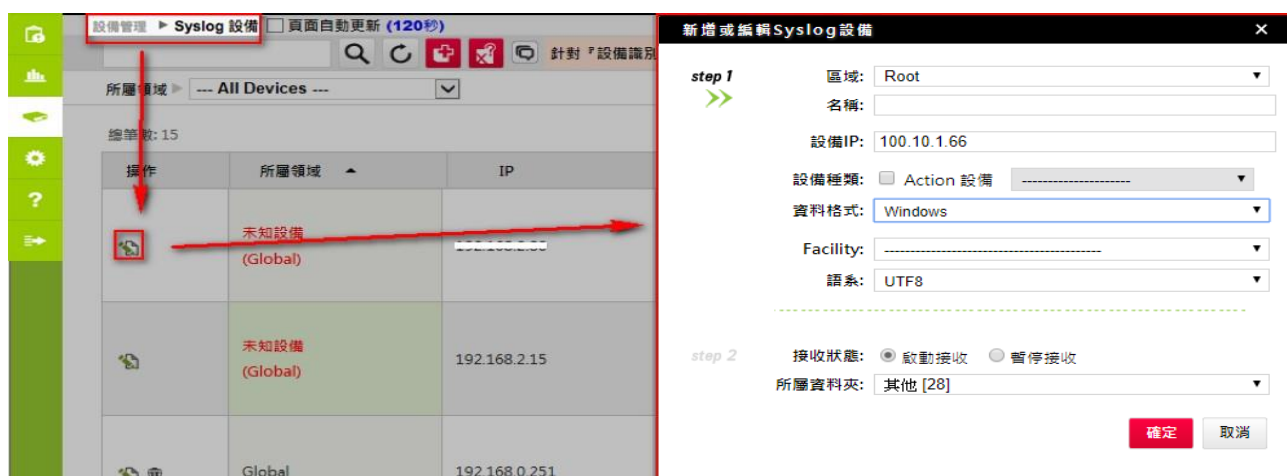 設備管理 ▶ Syslog 設備 頁面自動更新 (120秒)
針對『設備識別
所屬領域 ▶ --- All Devices ---
總筆數: 15
操作 所屬領域 IP
未知設備
(Global)
未知設備
(Global)
192.168.2.15
Global
192.168.0.251
新增或編輯Syslog設備
step 1
區域: Root
名稱:
設備IP: 100.10.1.66
設備種類: Action 設備 ---------------------
資料格式: Windows
Facility: ------------------------------------------
語系: UTF8
step 2
接收狀態: 啟動接收 暫停接收
所屬資料夾: 其他 [28]
確定 取消